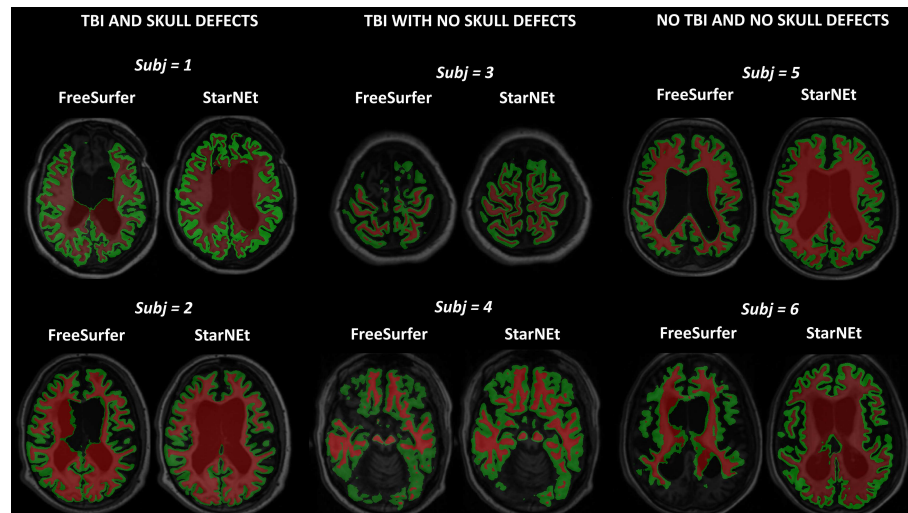 TBI AND SKULL DEFECTS
TBI WITH NO SKULL DEFECTS
NO TBI AND NO SKULL DEFECTS
Subj = 1
Subj = 3
Subj = 5
FreeSurfer
StarNEt
FreeSurfer
StarNEt
FreeSurfer
StarNEt
Subj = 2
Subj = 4
Subj = 6
FreeSurfer
StarNEt
FreeSurfer
StarNEt
FreeSurfer
StarNEt